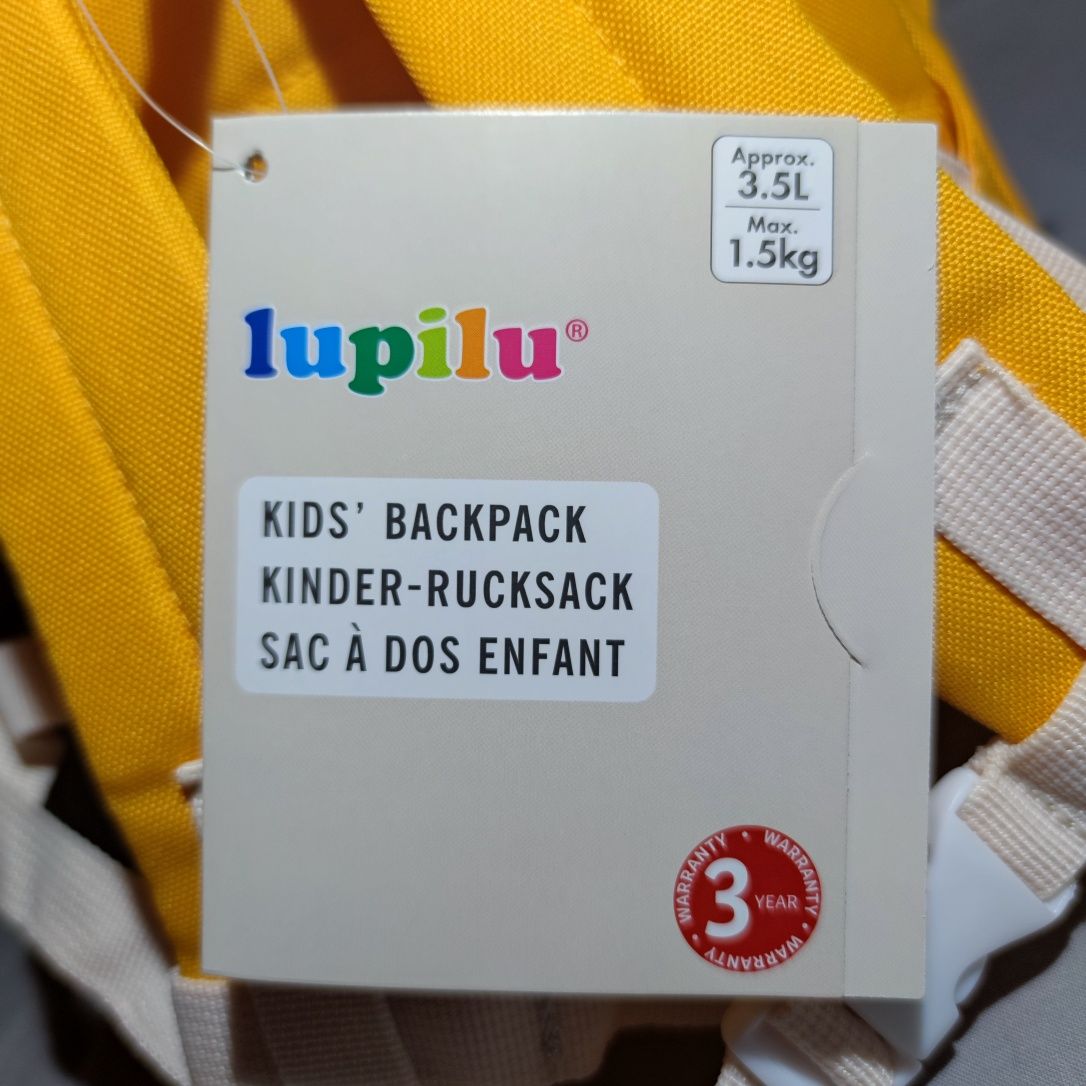 Approx.
3.5L
Max.
1.5kg
lupilu®
KIDS’ BACKPACK
KINDER-RUCKSACK
SAC À DOS ENFANT
WARRANTY • WARRANTY • WARRANTY • WARRANTY
3 YEAR